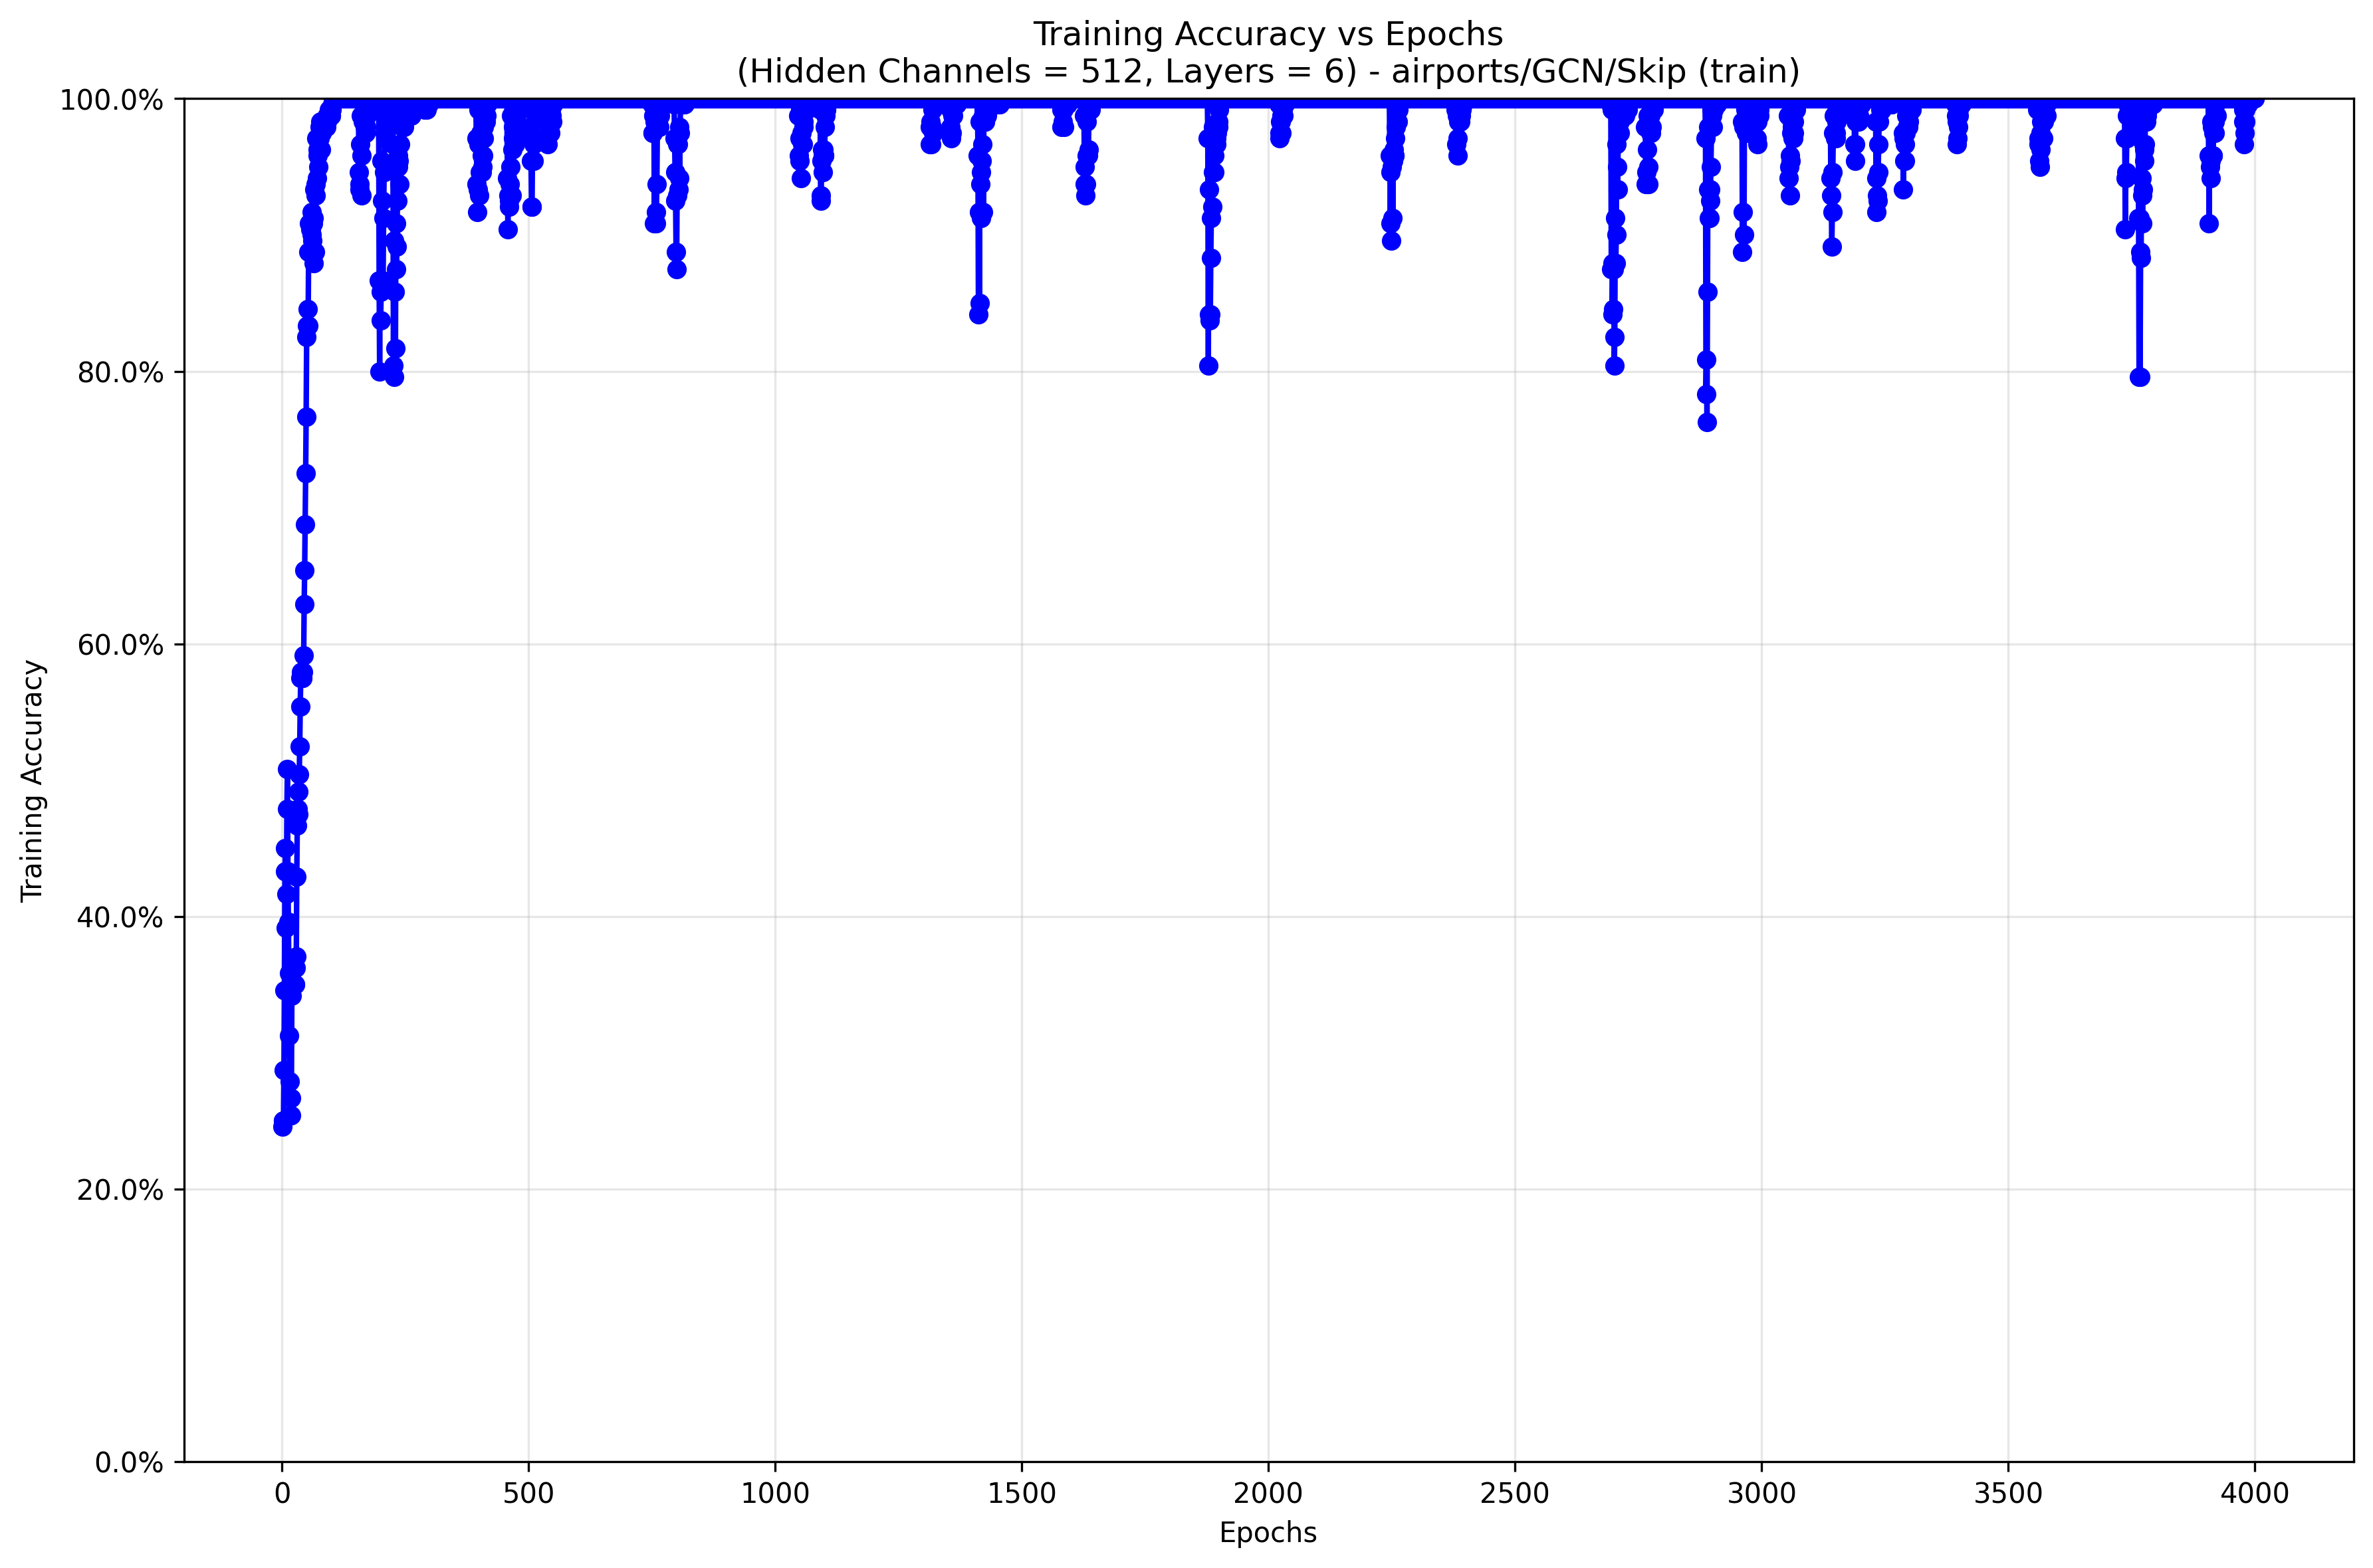 Training Accuracy vs Epochs
(Hidden Channels = 512, Layers = 6) - airports/GCN/Skip (train)
100.0%
80.0%
60.0%
40.0%
20.0%
0.0%
Training Accuracy
0 500 1000 1500 2000 2500 3000 3500 4000
Epochs